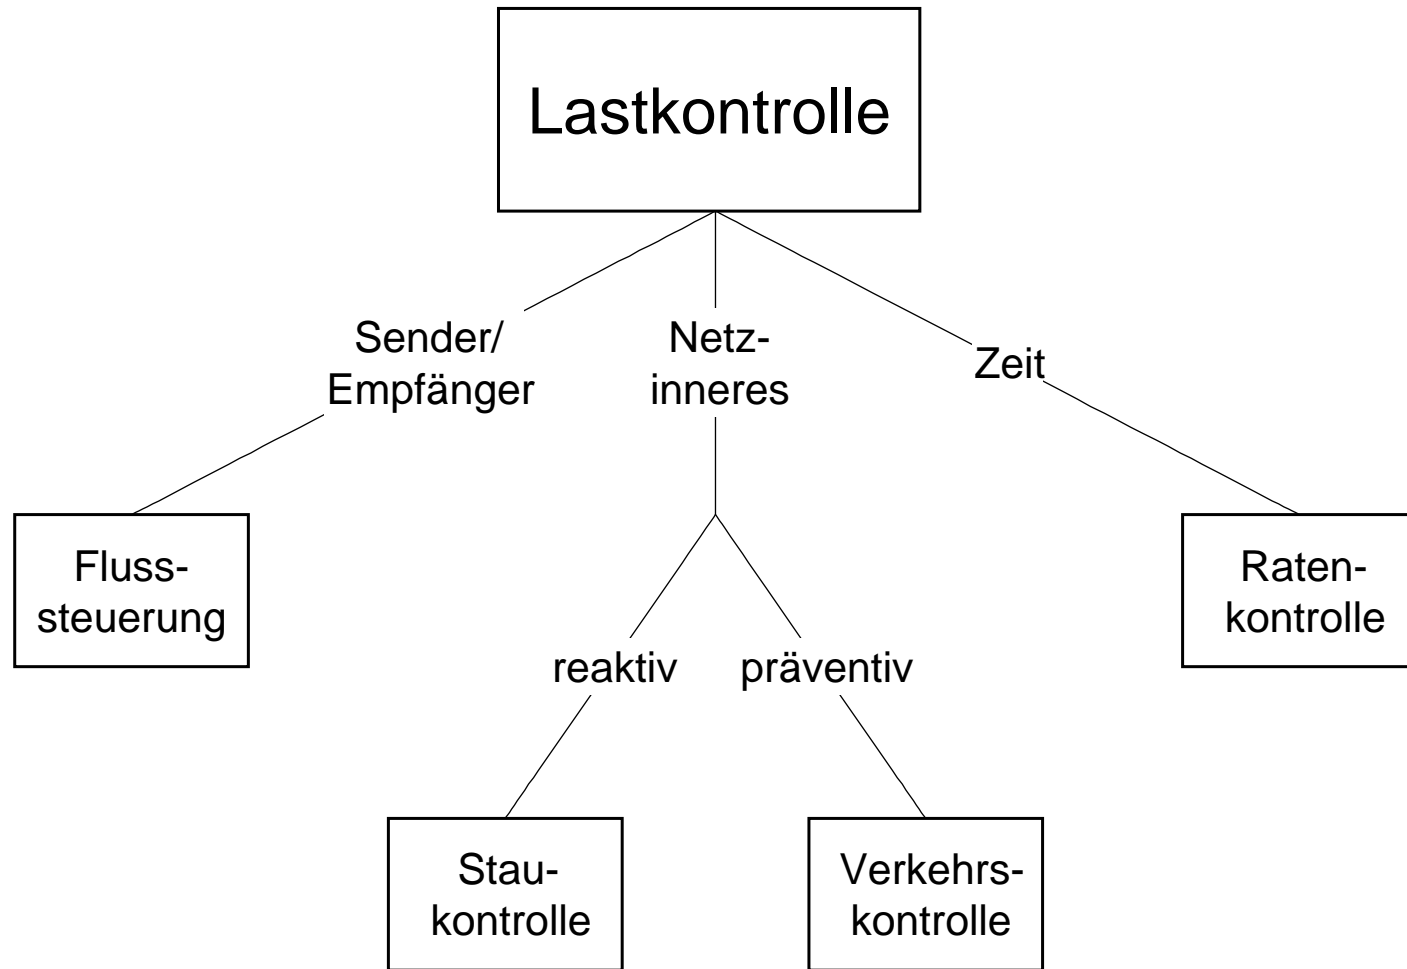 Lastkontrolle
Sender/
Empfänger
Netz-
inneres
Zeit
Fluss-
steuerung
Raten-
kontrolle
reaktiv
präventiv
Stau-
kontrolle
Verkehrs-
kontrolle